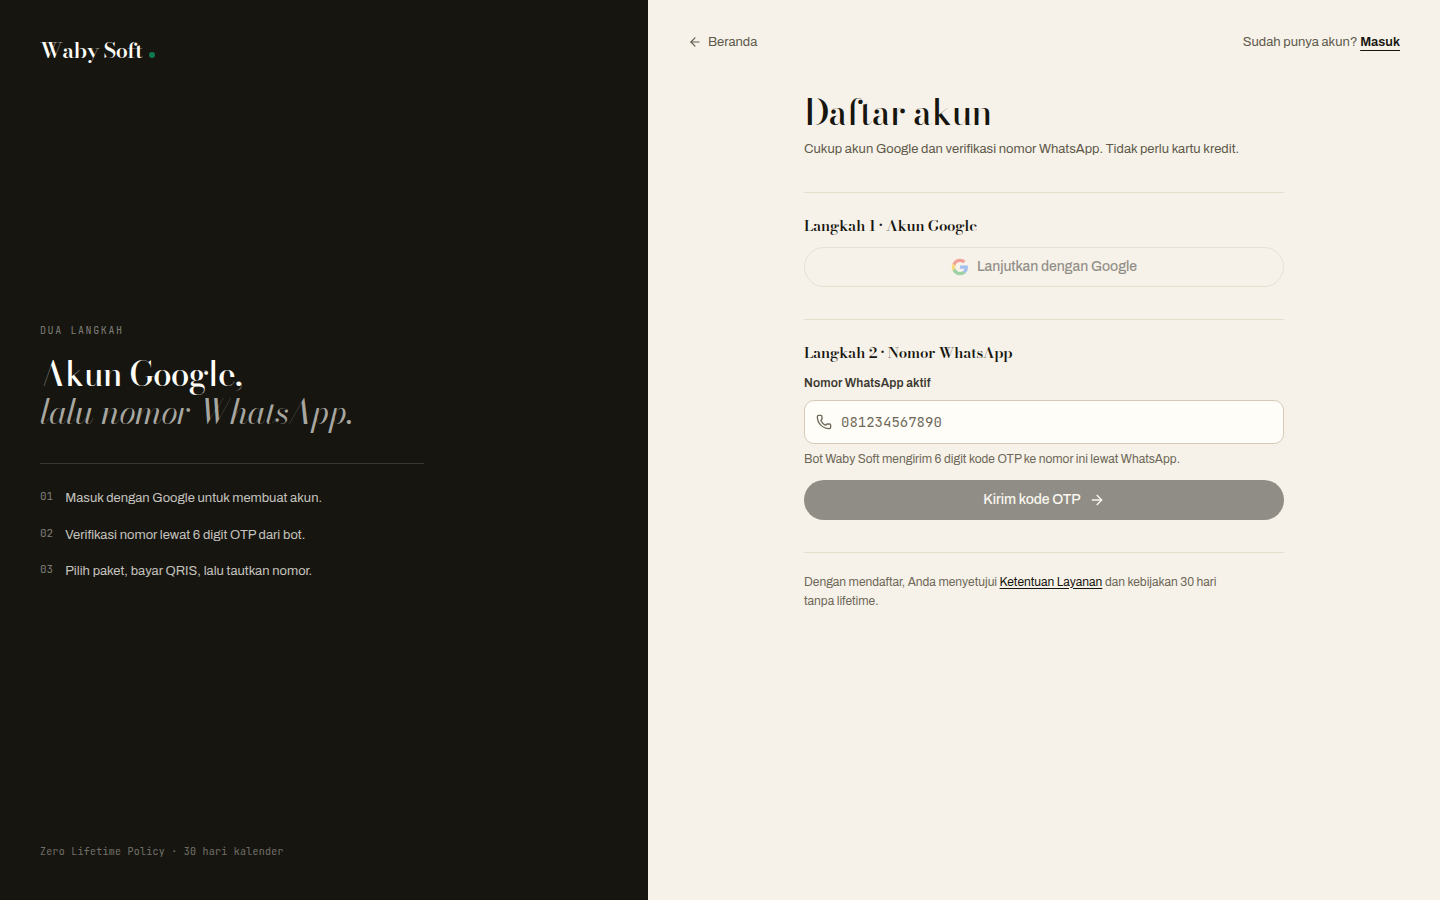 Waby Soft
DUA LANGKAH
Akun Google,
lalu nomor WhatsApp.
01 Masuk dengan Google untuk membuat akun.
02 Verifikasi nomor lewat 6 digit OTP dari bot.
03 Pilih paket, bayar QRIS, lalu tautkan nomor.
Zero Lifetime Policy · 30 hari kalender
← Beranda
Sudah punya akun? Masuk
Daftar akun
Cukup akun Google dan verifikasi nomor WhatsApp. Tidak perlu kartu kredit.
Langkah 1 · Akun Google
Lanjutkan dengan Google
Langkah 2 · Nomor WhatsApp
Nomor WhatsApp aktif
081234567890
Bot Waby Soft mengirim 6 digit kode OTP ke nomor ini lewat WhatsApp.
Kirim kode OTP →
Dengan mendaftar, Anda menyetujui Ketentuan Layanan dan kebijakan 30 hari
tanpa lifetime.